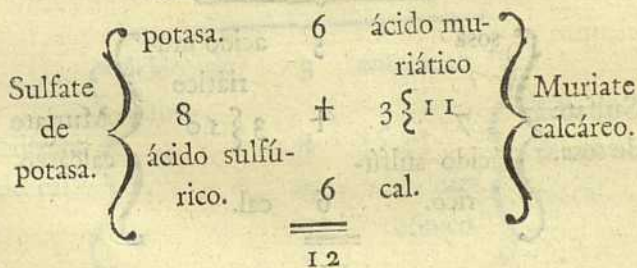 potasa. 6 ácido mu-
riático
Sulfate
de
potasa.
8 + 3 { 11
Muriate
calcáreo.
ácido sulfú-
rico. 6 cal.
12